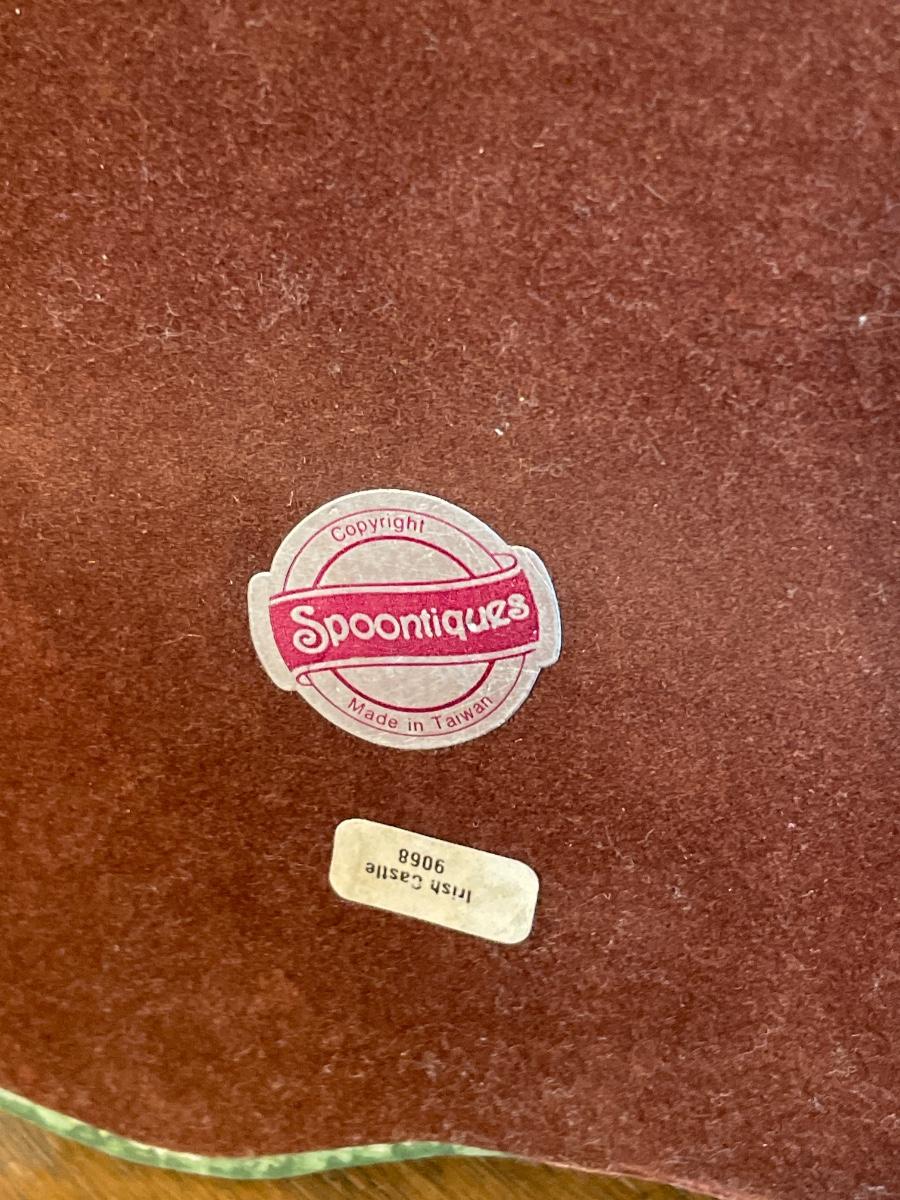 Copyright
Spoontiques
Made in Taiwan
Irish Castle
9068